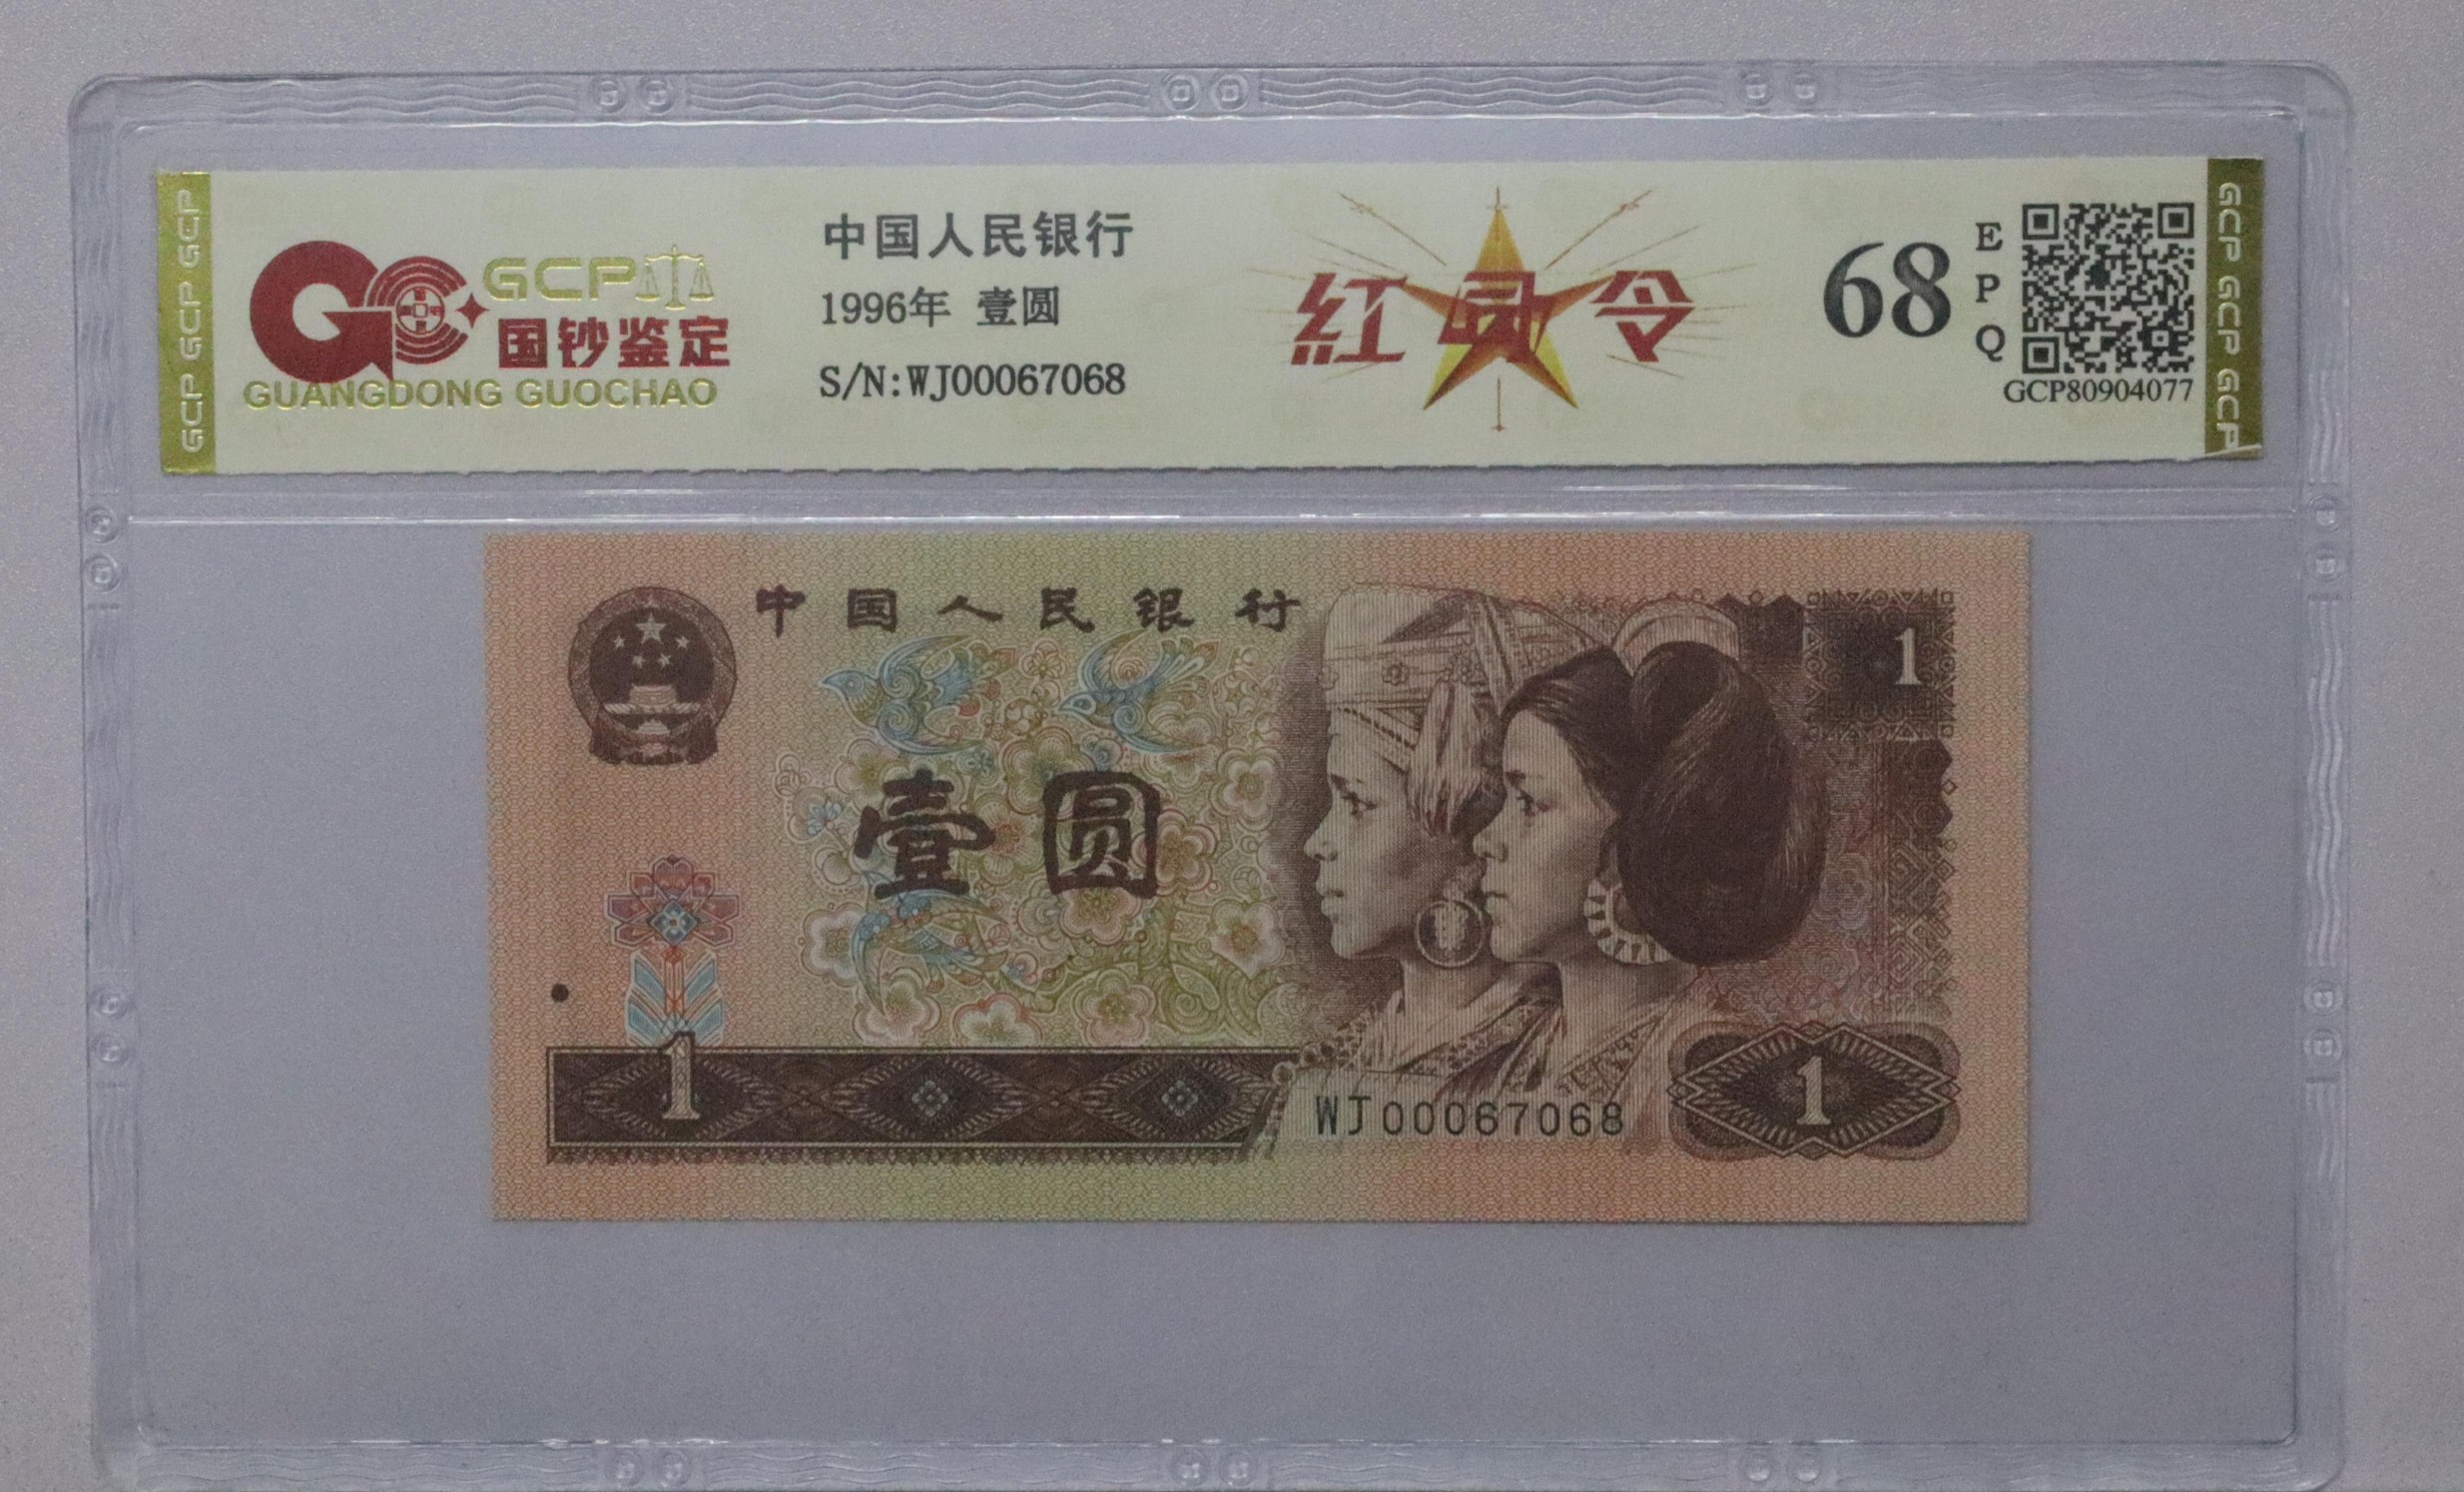 GCP GCP GCP
GCP
国钞鉴定
GUANGDONG GUOCHAO
中国人民银行
1996年 壹圆
S/N:WJ00067068
紅 令
68
E
P
Q
GCP80904077
GCP GCP GCP
中国人民银行
1
壹圆
1
WJ00067068
1